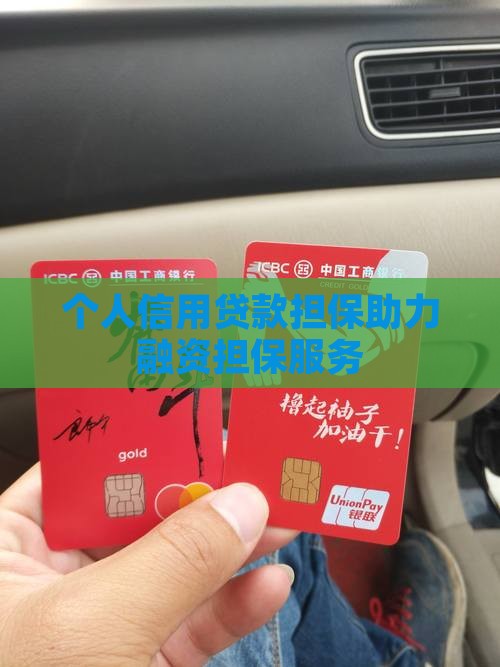 ICBC 中国工商银行
ICBC 中国工商银行
CREDIT GOLD
个人信用贷款担保助力
融资担保服务
撸起袖子
加油干！
gold
UnionPay
银联